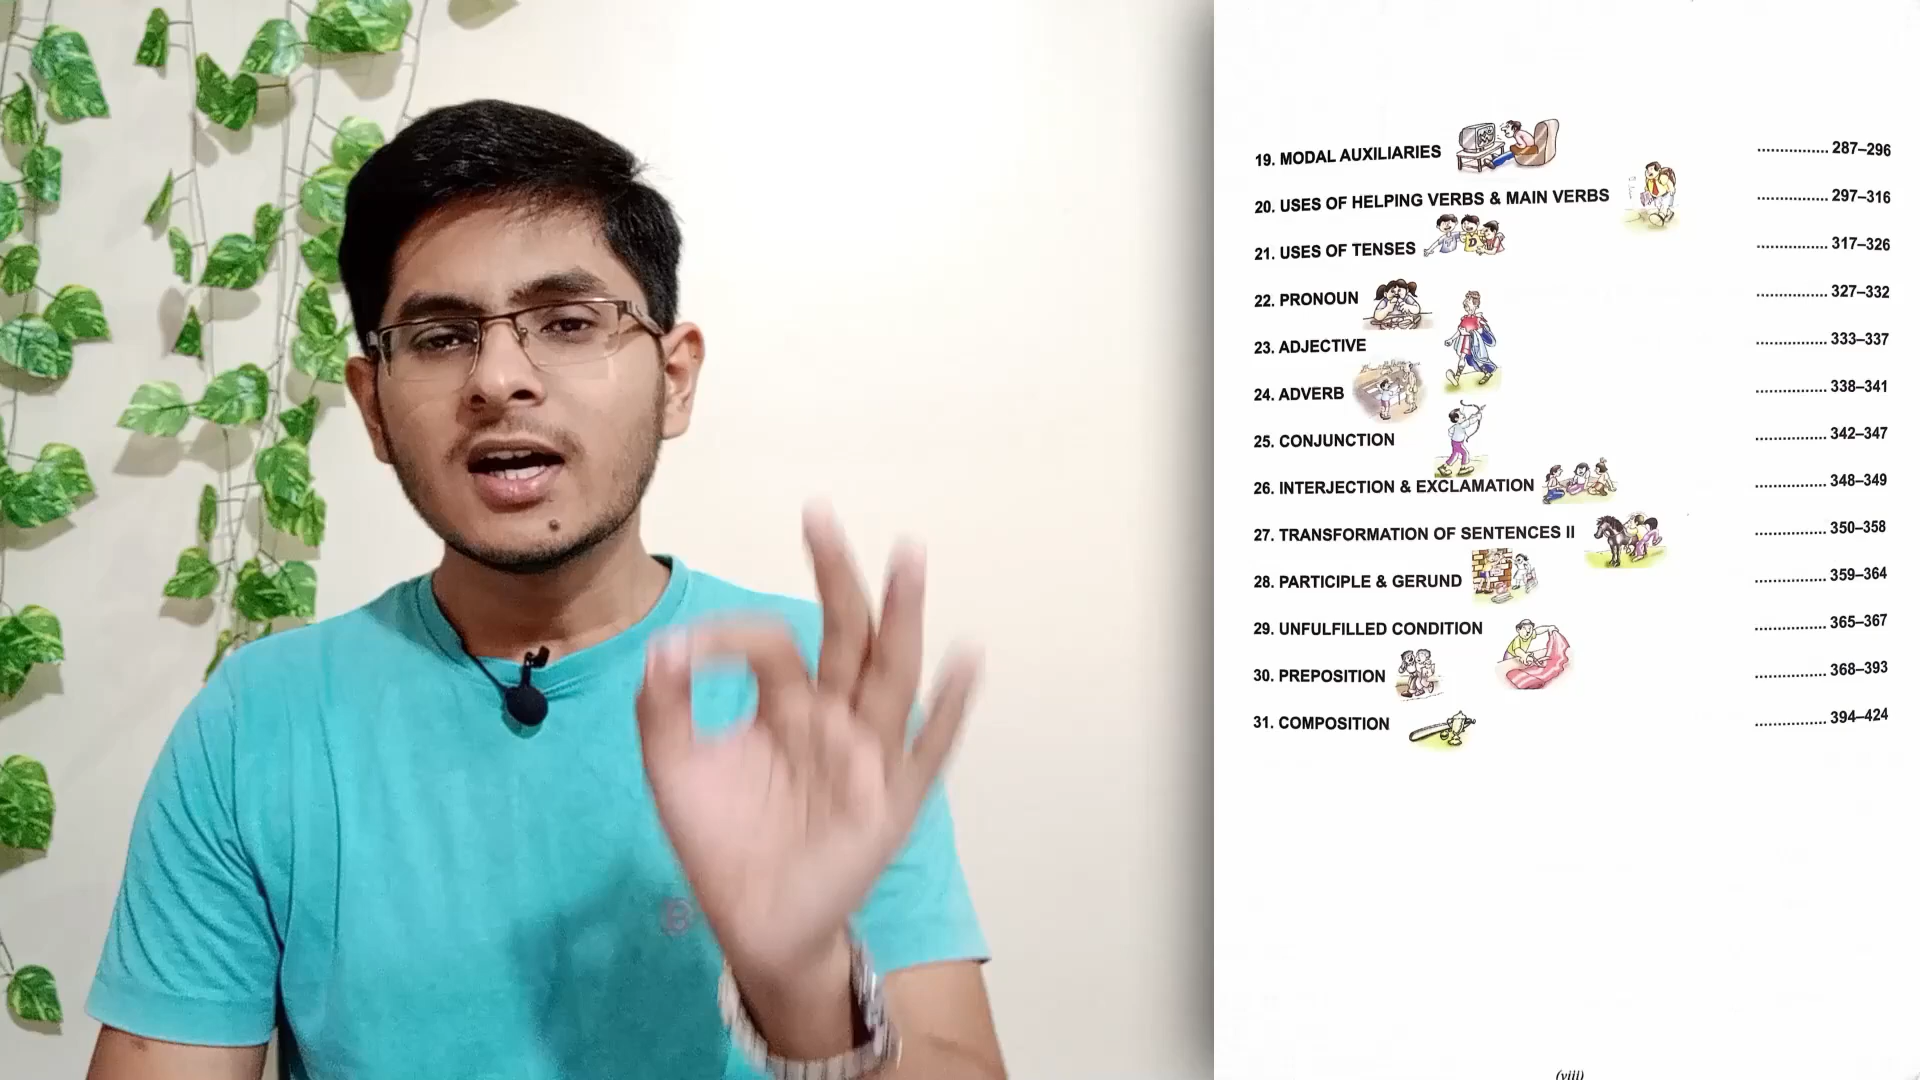 19. MODAL AUXILIARIES ................ 287–296
20. USES OF HELPING VERBS & MAIN VERBS ................ 297–316
21. USES OF TENSES ................ 317–326
22. PRONOUN ................ 327–332
23. ADJECTIVE ................ 333–337
24. ADVERB ................ 338–341
25. CONJUNCTION ................ 342–347
26. INTERJECTION & EXCLAMATION ................ 348–349
27. TRANSFORMATION OF SENTENCES II ................ 350–358
28. PARTICIPLE & GERUND ................ 359–364
29. UNFULFILLED CONDITION ................ 365–367
30. PREPOSITION ................ 368–393
31. COMPOSITION ................ 394–424
(viii)